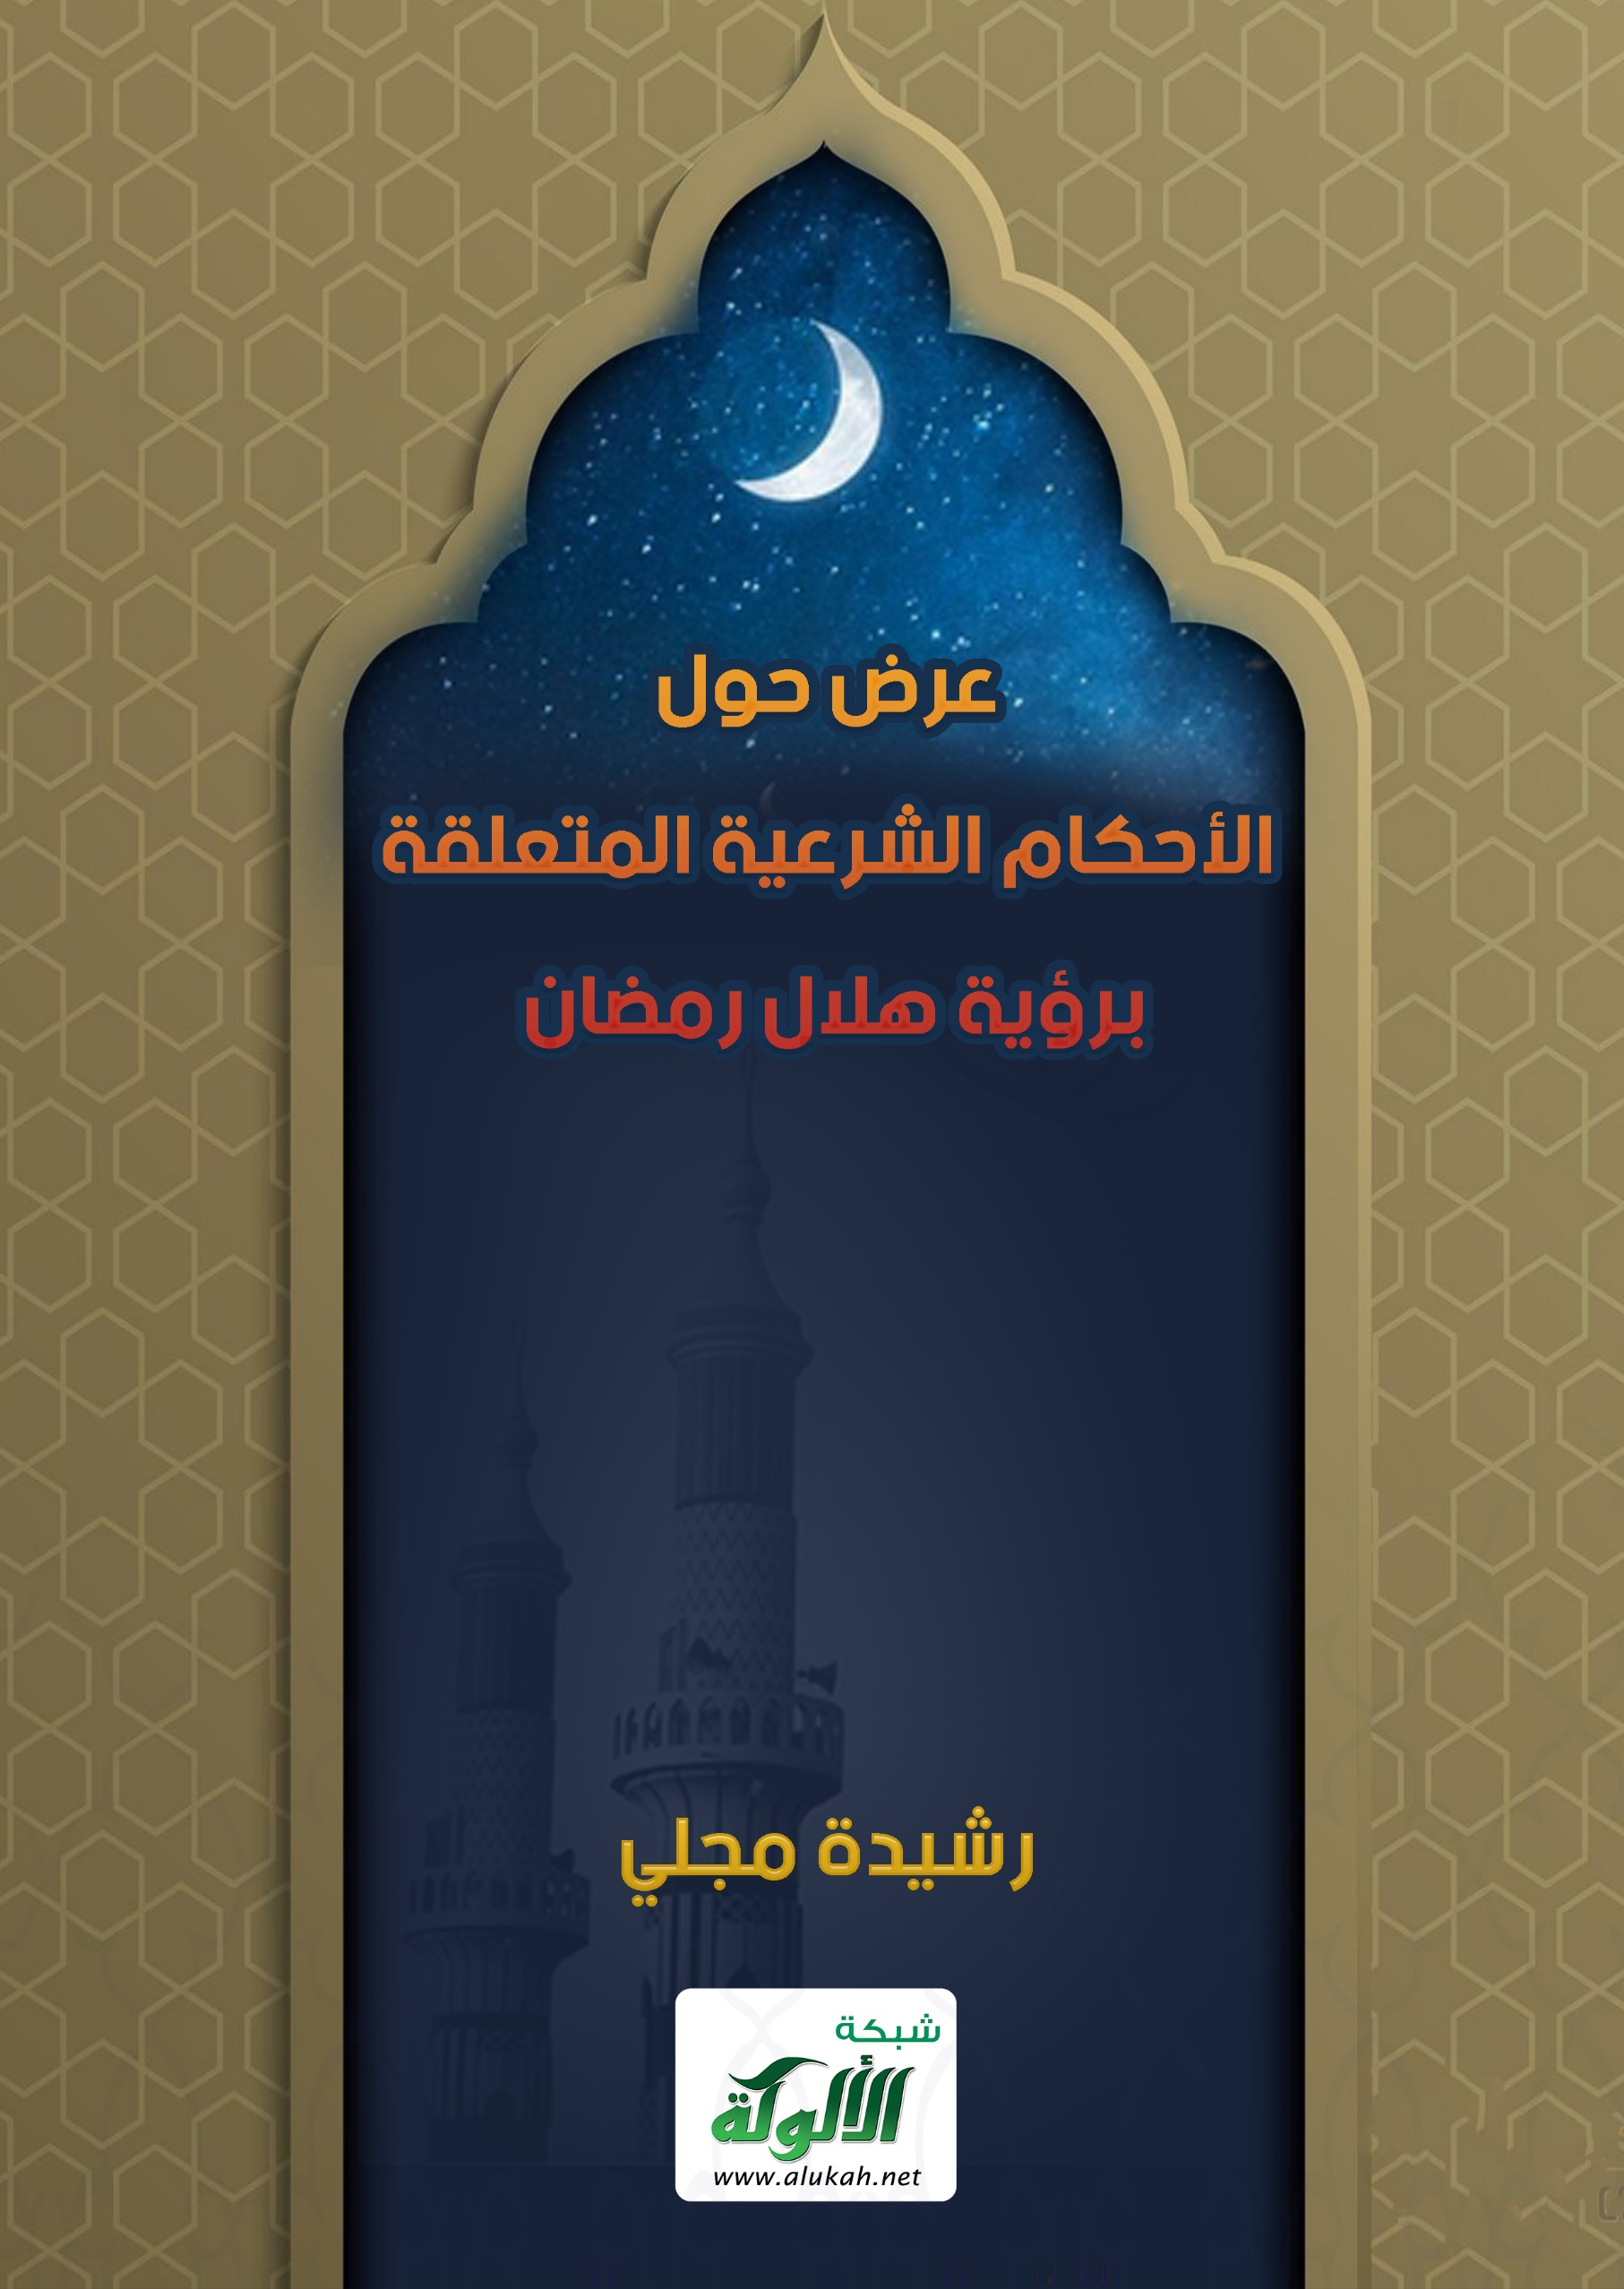 عرض حول
الأحكام الشرعية المتعلقة
برؤية هلال رمضان
رشيدة مجلي
شبكة
الألوكة
www.alukah.net